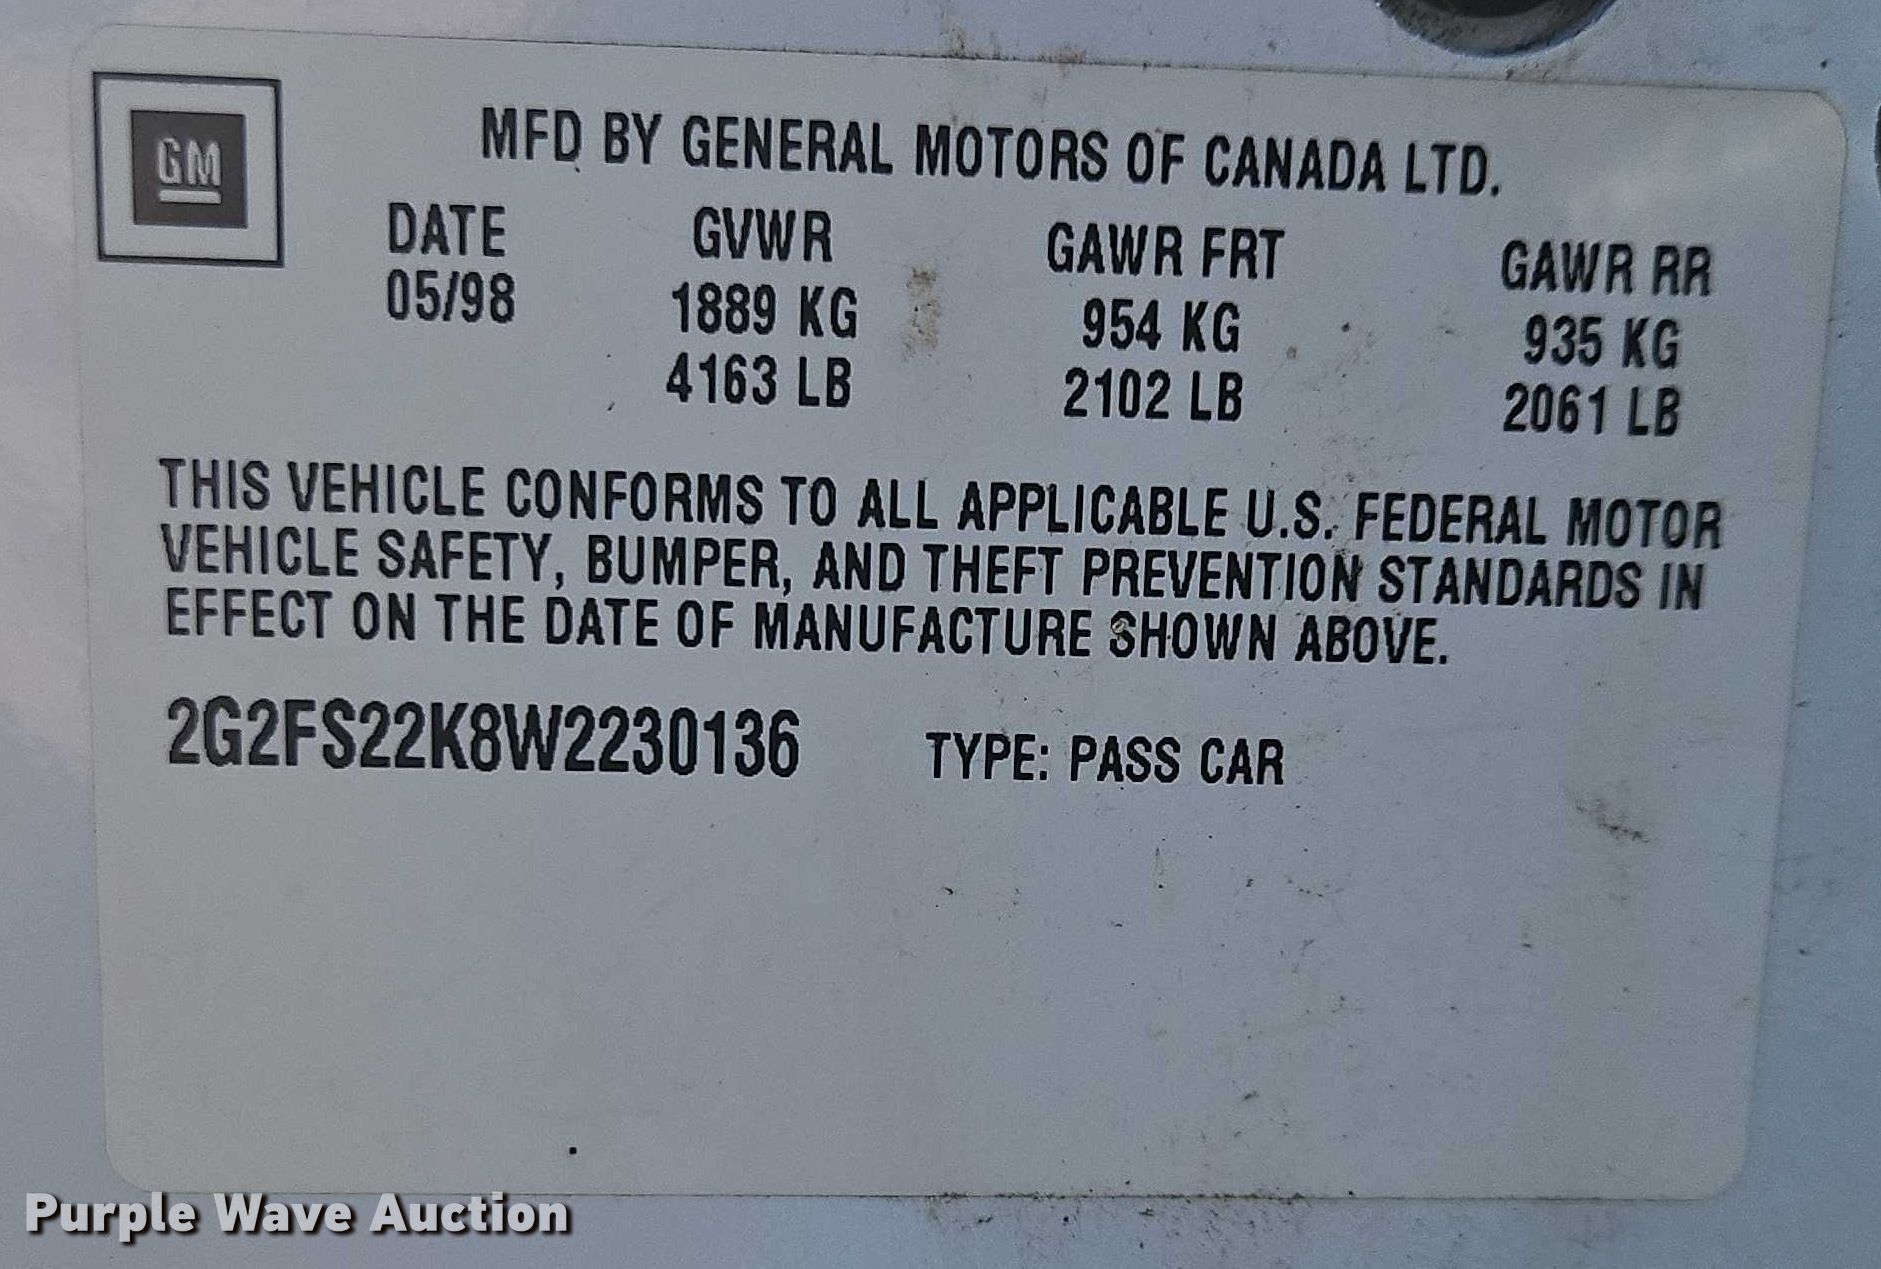 GM
MFD BY GENERAL MOTORS OF CANADA LTD.
DATE GVWR GAWR FRT GAWR RR
05/98 1889 KG 954 KG 935 KG
4163 LB 2102 LB 2061 LB
THIS VEHICLE CONFORMS TO ALL APPLICABLE U.S. FEDERAL MOTOR
VEHICLE SAFETY, BUMPER, AND THEFT PREVENTION STANDARDS IN
EFFECT ON THE DATE OF MANUFACTURE SHOWN ABOVE.
2G2FS22K8W2230136 TYPE: PASS CAR
Purple Wave Auction